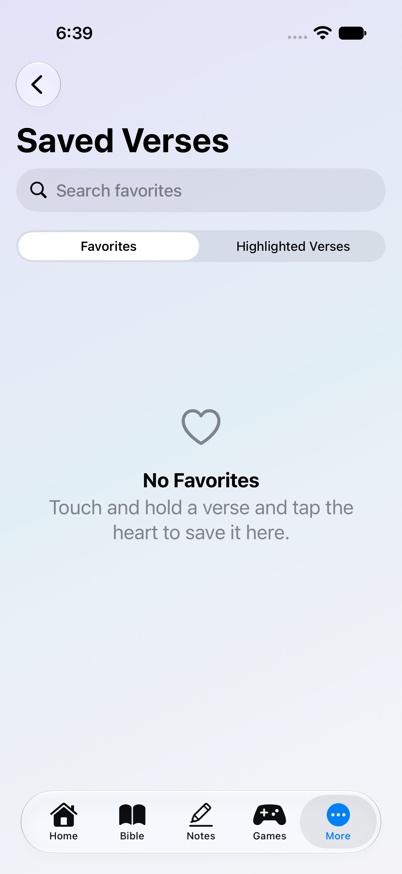 6:39
Saved Verses
Search favorites
Favorites
Highlighted Verses
No Favorites
Touch and hold a verse and tap the
heart to save it here.
Home
Bible
Notes
Games
More